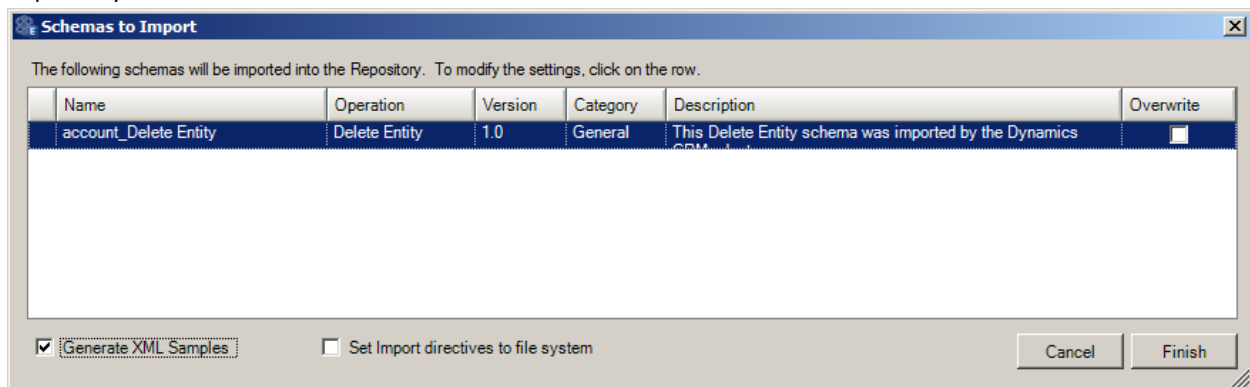 Schemas to Import
The following schemas will be imported into the Repository. To modify the settings, click on the row.
Name Operation Version Category Description Overwrite
account_Delete Entity Delete Entity 1.0 General This Delete Entity schema was imported by the Dynamics
Generate XML Samples Set Import directives to file system Cancel Finish